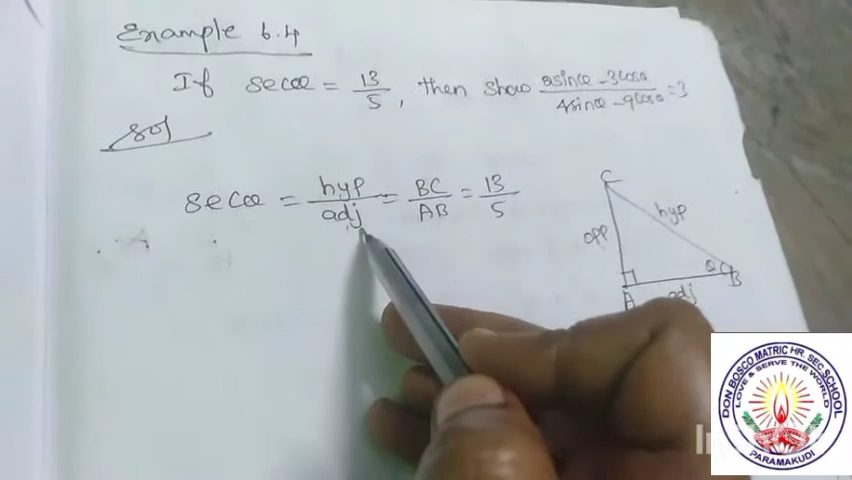 Example 6.4
If secθ = 13/5, then show 2sinθ - 3cosθ / 4sinθ - 9cosθ = 3
Sol
secθ = hyp/adj = BC/AB = 13/5
C
hyp
opp
θ
B
A
adj
DON BOSCO MATRIC HR. SEC. SCHOOL
LOVE & SERVE THE WORLD
PARAMAKUDI